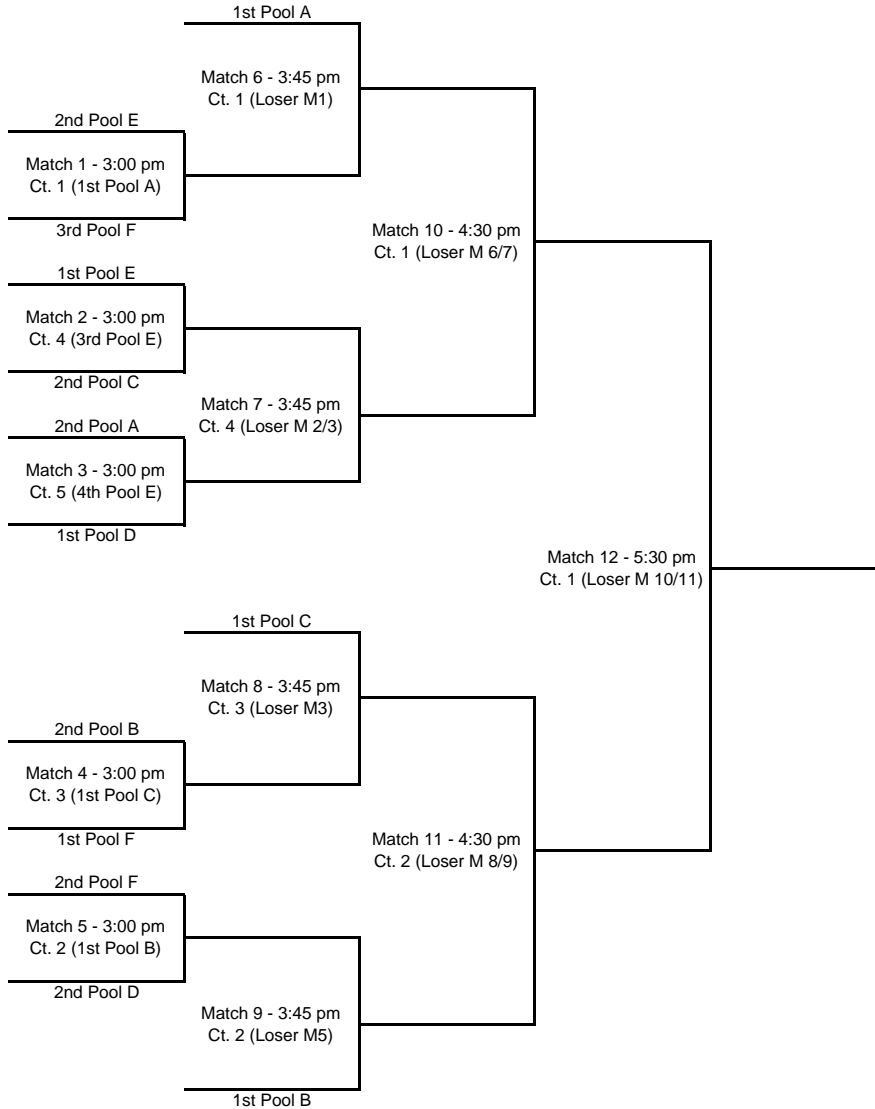 1st Pool A
Match 6 - 3:45 pm
Ct. 1 (Loser M1)
2nd Pool E
Match 1 - 3:00 pm
Ct. 1 (1st Pool A)
3rd Pool F
Match 10 - 4:30 pm
Ct. 1 (Loser M 6/7)
1st Pool E
Match 2 - 3:00 pm
Ct. 4 (3rd Pool E)
2nd Pool C
Match 7 - 3:45 pm
Ct. 4 (Loser M 2/3)
2nd Pool A
Match 3 - 3:00 pm
Ct. 5 (4th Pool E)
1st Pool D
Match 12 - 5:30 pm
Ct. 1 (Loser M 10/11)
1st Pool C
Match 8 - 3:45 pm
Ct. 3 (Loser M3)
2nd Pool B
Match 4 - 3:00 pm
Ct. 3 (1st Pool C)
1st Pool F
Match 11 - 4:30 pm
Ct. 2 (Loser M 8/9)
2nd Pool F
Match 5 - 3:00 pm
Ct. 2 (1st Pool B)
2nd Pool D
Match 9 - 3:45 pm
Ct. 2 (Loser M5)
1st Pool B